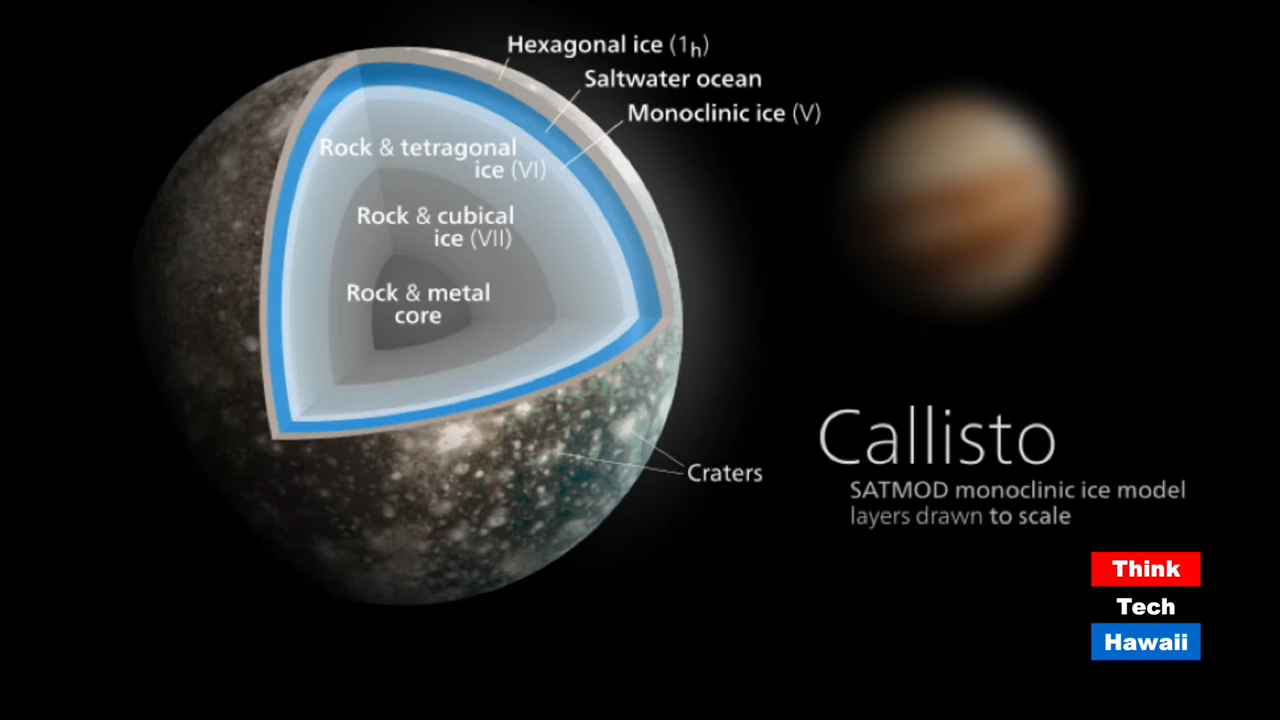 Hexagonal ice (1h)
Saltwater ocean
Monoclinic ice (V)
Rock & tetragonal
ice (VI)
Rock & cubical
ice (VII)
Rock & metal
core
Craters
Callisto
SATMOD monoclinic ice model
layers drawn to scale
Think
Tech
Hawaii